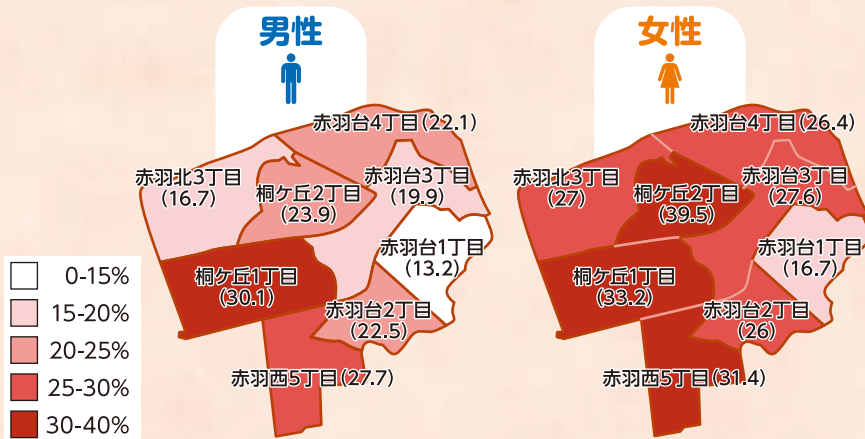 男性
赤羽台4丁目(22.1)
赤羽北3丁目
(16.7)
桐ケ丘2丁目
(23.9)
赤羽台3丁目
(19.9)
赤羽台1丁目
(13.2)
桐ケ丘1丁目
(30.1)
赤羽台2丁目
(22.5)
赤羽西5丁目(27.7)
女性
赤羽台4丁目(26.4)
赤羽北3丁目
(27)
桐ケ丘2丁目
(39.5)
赤羽台3丁目
(27.6)
赤羽台1丁目
(16.7)
桐ケ丘1丁目
(33.2)
赤羽台2丁目
(26)
赤羽西5丁目(31.4)
0-15%
15-20%
20-25%
25-30%
30-40%